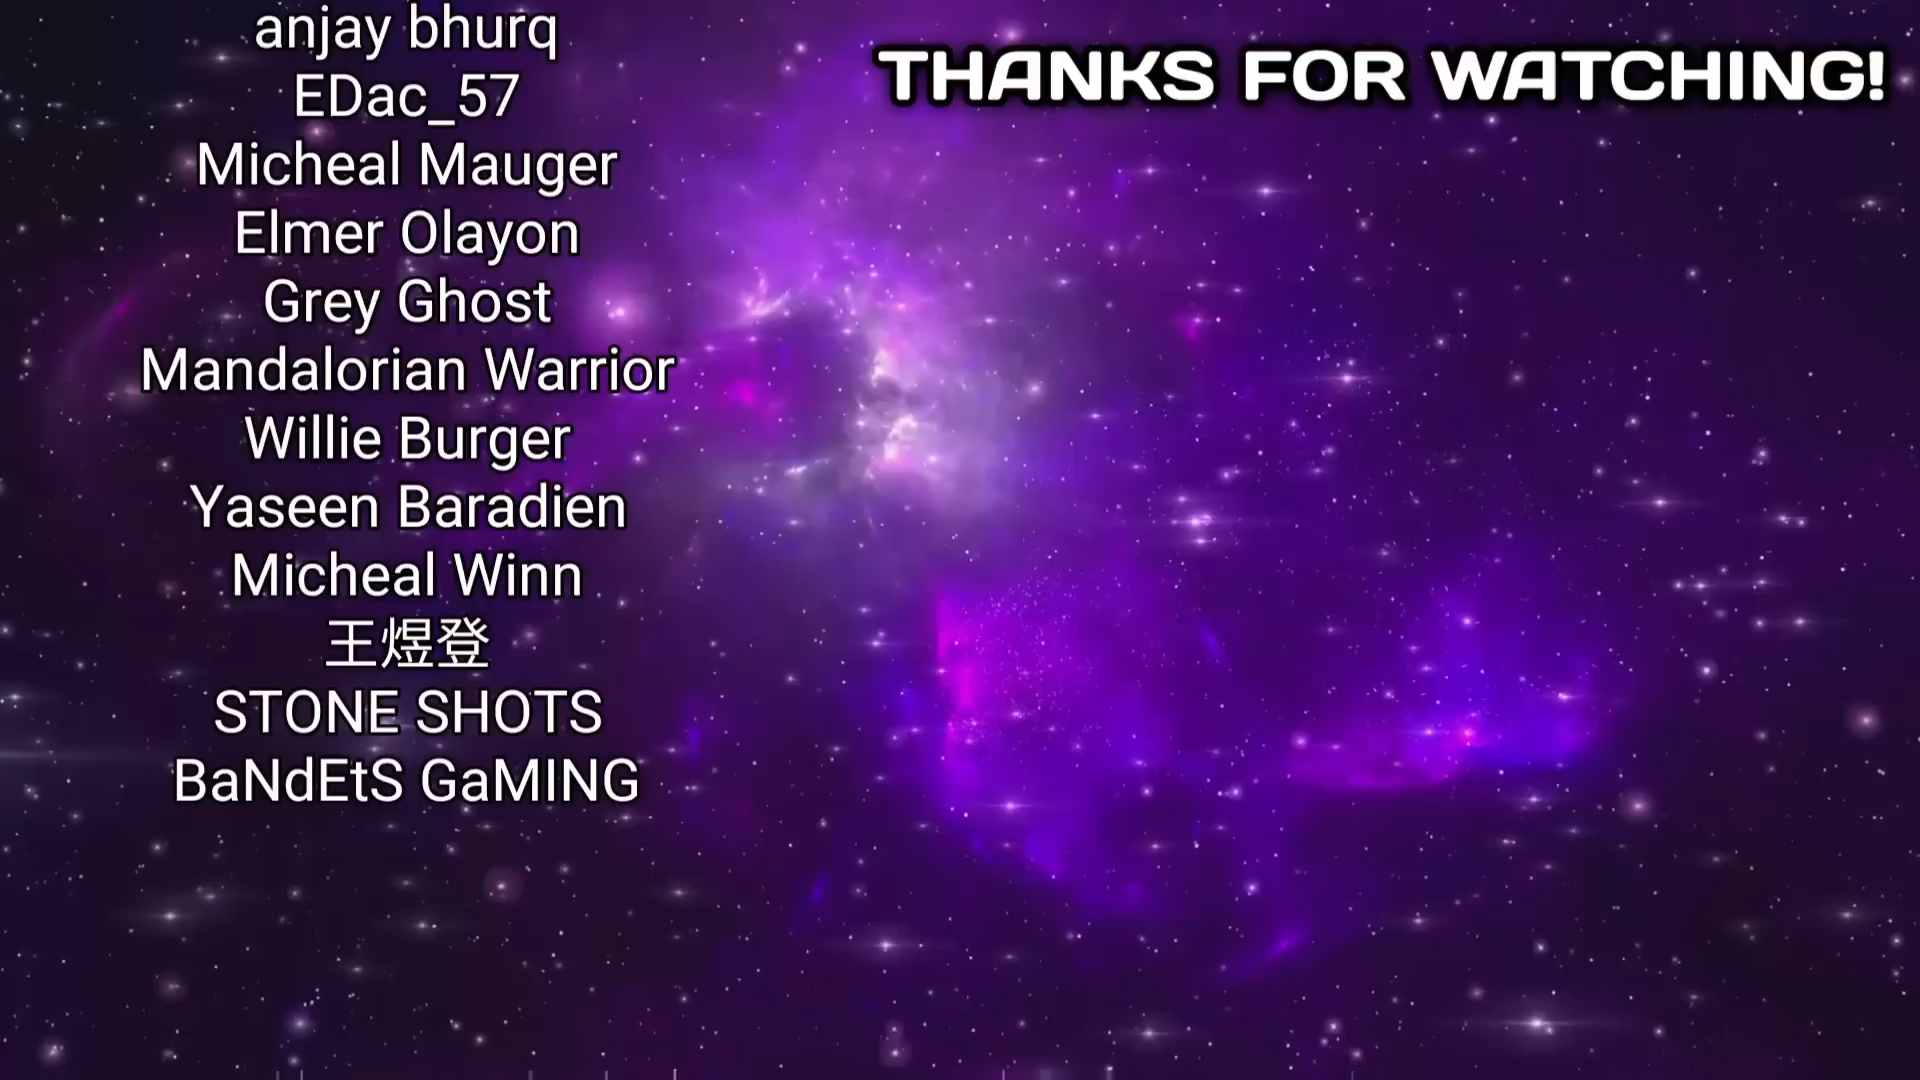 anjay bhurq
EDac_57
Micheal Mauger
Elmer Olayon
Grey Ghost
Mandalorian Warrior
Willie Burger
Yaseen Baradien
Micheal Winn
王煜登
STONE SHOTS
BaNdEtS GaMING
THANKS FOR WATCHING!